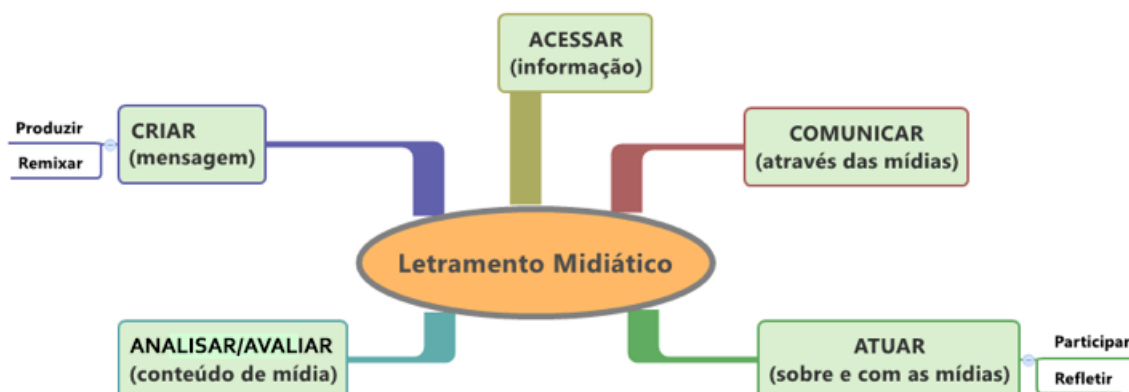 ACESSAR
(informação)
Produzir
Remixar
CRIAR
(mensagem)
COMUNICAR
(através das mídias)
Letramento Midiático
ANALISAR/AVALIAR
(conteúdo de mídia)
ATUAR
(sobre e com as mídias)
Participar
Refletir